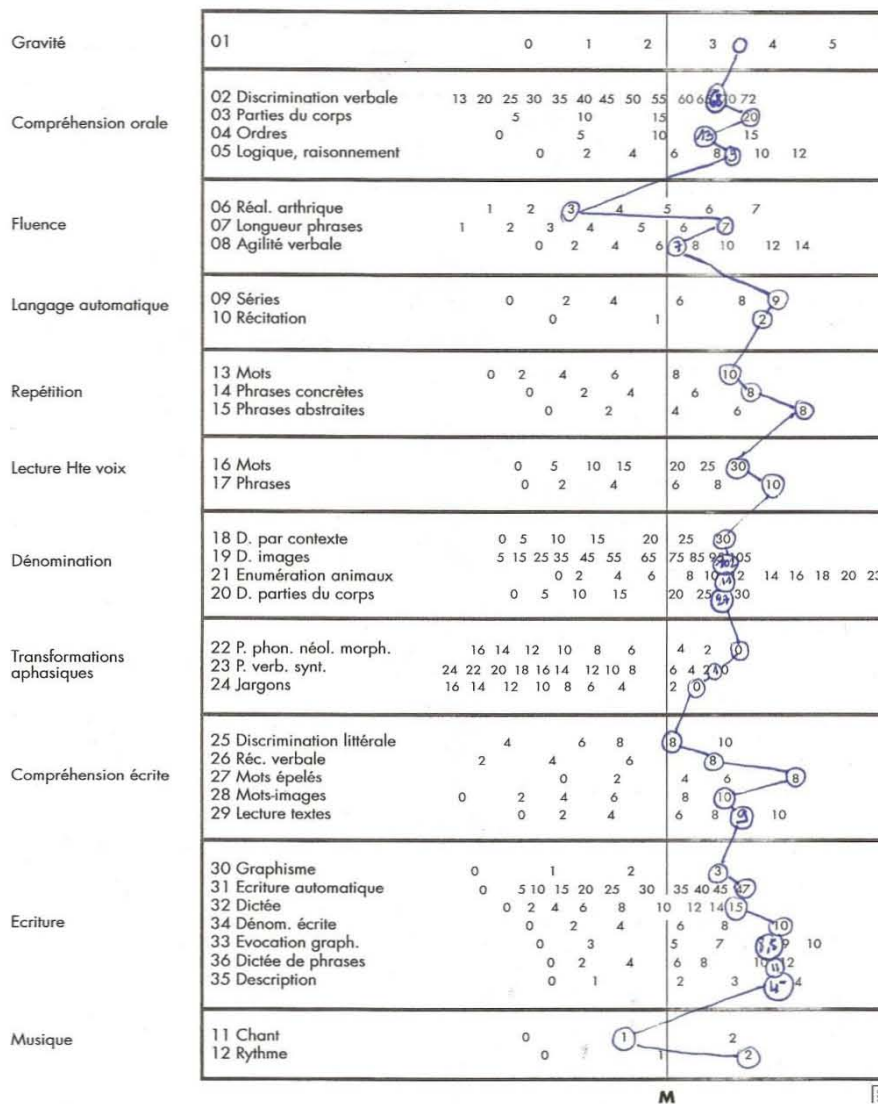 Gravité 01 0 1 2 3 4 5
02 Discrimination verbale 13 20 25 30 35 40 45 50 55 60 72
Compréhension orale
03 Parties du corps 5 10 15 20
04 Ordres 0 5 10 13 15
05 Logique, raisonnement 0 2 4 6 8 10 12
06 Réal. arthrique 1 2 3 4 5 6 7
Fluence
07 Longueur phrases 1 2 3 4 5 6 7
08 Agilité verbale 0 2 4 6 7 8 10 12 14
Langage automatique
09 Séries 0 2 4 6 8 9
10 Récitation 0 1 2
13 Mots 0 2 4 6 8 10
Repétition
14 Phrases concrètes 0 2 4 6 8
15 Phrases abstraites 0 2 4 6 8
Lecture Hte voix
16 Mots 0 5 10 15 20 25 30
17 Phrases 0 2 4 6 8 10
18 D. par contexte 0 5 10 15 20 25 30
Dénomination
19 D. images 5 15 25 35 45 55 65 75 85 105
21 Enumération animaux 0 2 4 6 8 10 11 14 16 18 20 23
20 D. parties du corps 0 5 10 15 20 25 27 30
Transformations aphasiques
22 P. phon. néol. morph. 16 14 12 10 8 6 4 2 0
23 P. verb. synt. 24 22 20 18 16 14 12 10 8 6 4 2 0
24 Jargons 16 14 12 10 8 6 4 2 0
25 Discrimination littérale 4 6 8 8 10
Compréhension écrite
26 Réc. verbale 2 4 6 8
27 Mots épelés 0 2 4 6 8
28 Mots-images 0 2 4 6 8 10
29 Lecture textes 0 2 4 6 8 9 10
30 Graphisme 0 1 2 3
31 Ecriture automatique 0 5 10 15 20 25 30 35 40 45 47
32 Dictée 0 2 4 6 8 10 12 14 15
Ecriture
34 Dénom. écrite 0 2 4 6 8 10
33 Evocation graph. 0 3 5 7 9 10
36 Dictée de phrases 0 2 4 6 8 10 11 12
35 Description 0 1 2 3 4
Musique
11 Chant 0 1 2
12 Rythme 0 1 2
M